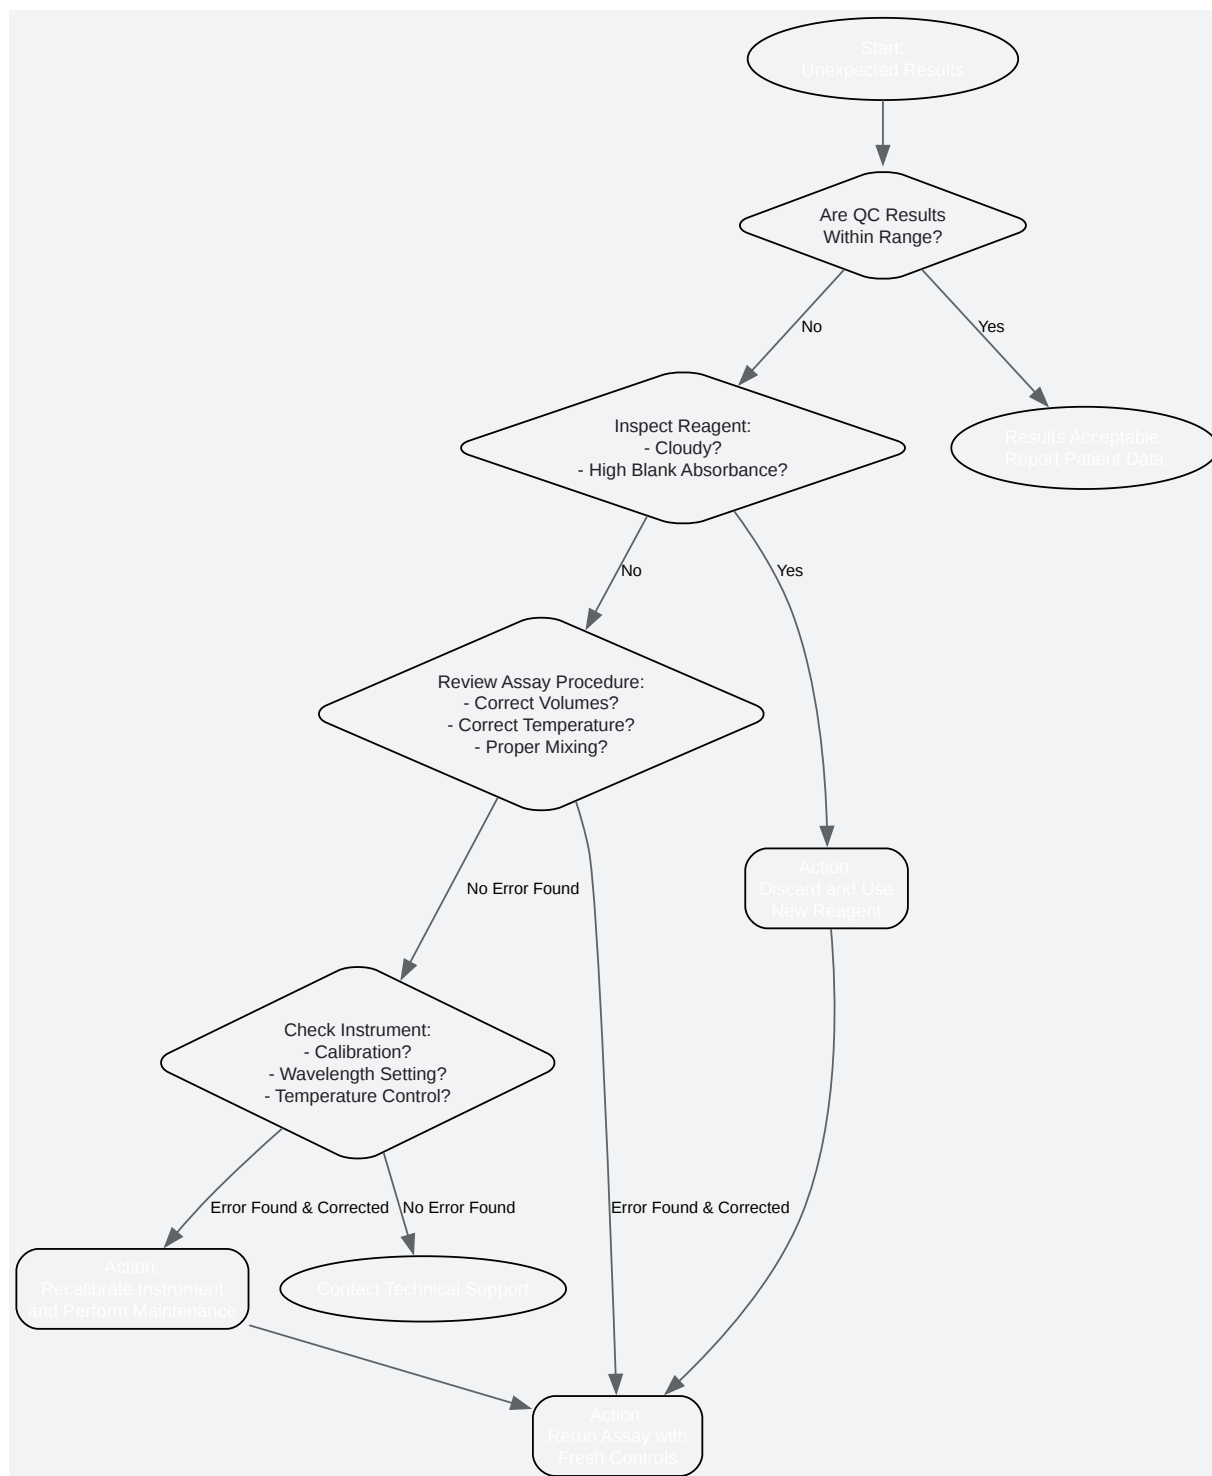 Start:
Unexpected Results
Are QC Results
Within Range?
No
Yes
Inspect Reagent:
- Cloudy?
- High Blank Absorbance?
Results Acceptable:
Report Patient Data
No
Yes
Review Assay Procedure:
- Correct Volumes?
- Correct Temperature?
- Proper Mixing?
Action:
Discard and Use
New Reagent
No Error Found
Check Instrument:
- Calibration?
- Wavelength Setting?
- Temperature Control?
Error Found & Corrected
No Error Found
Error Found & Corrected
Action:
Recalibrate Instrument
and Perform Maintenance
Contact Technical Support
Action:
Rerun Assay with
Fresh Controls